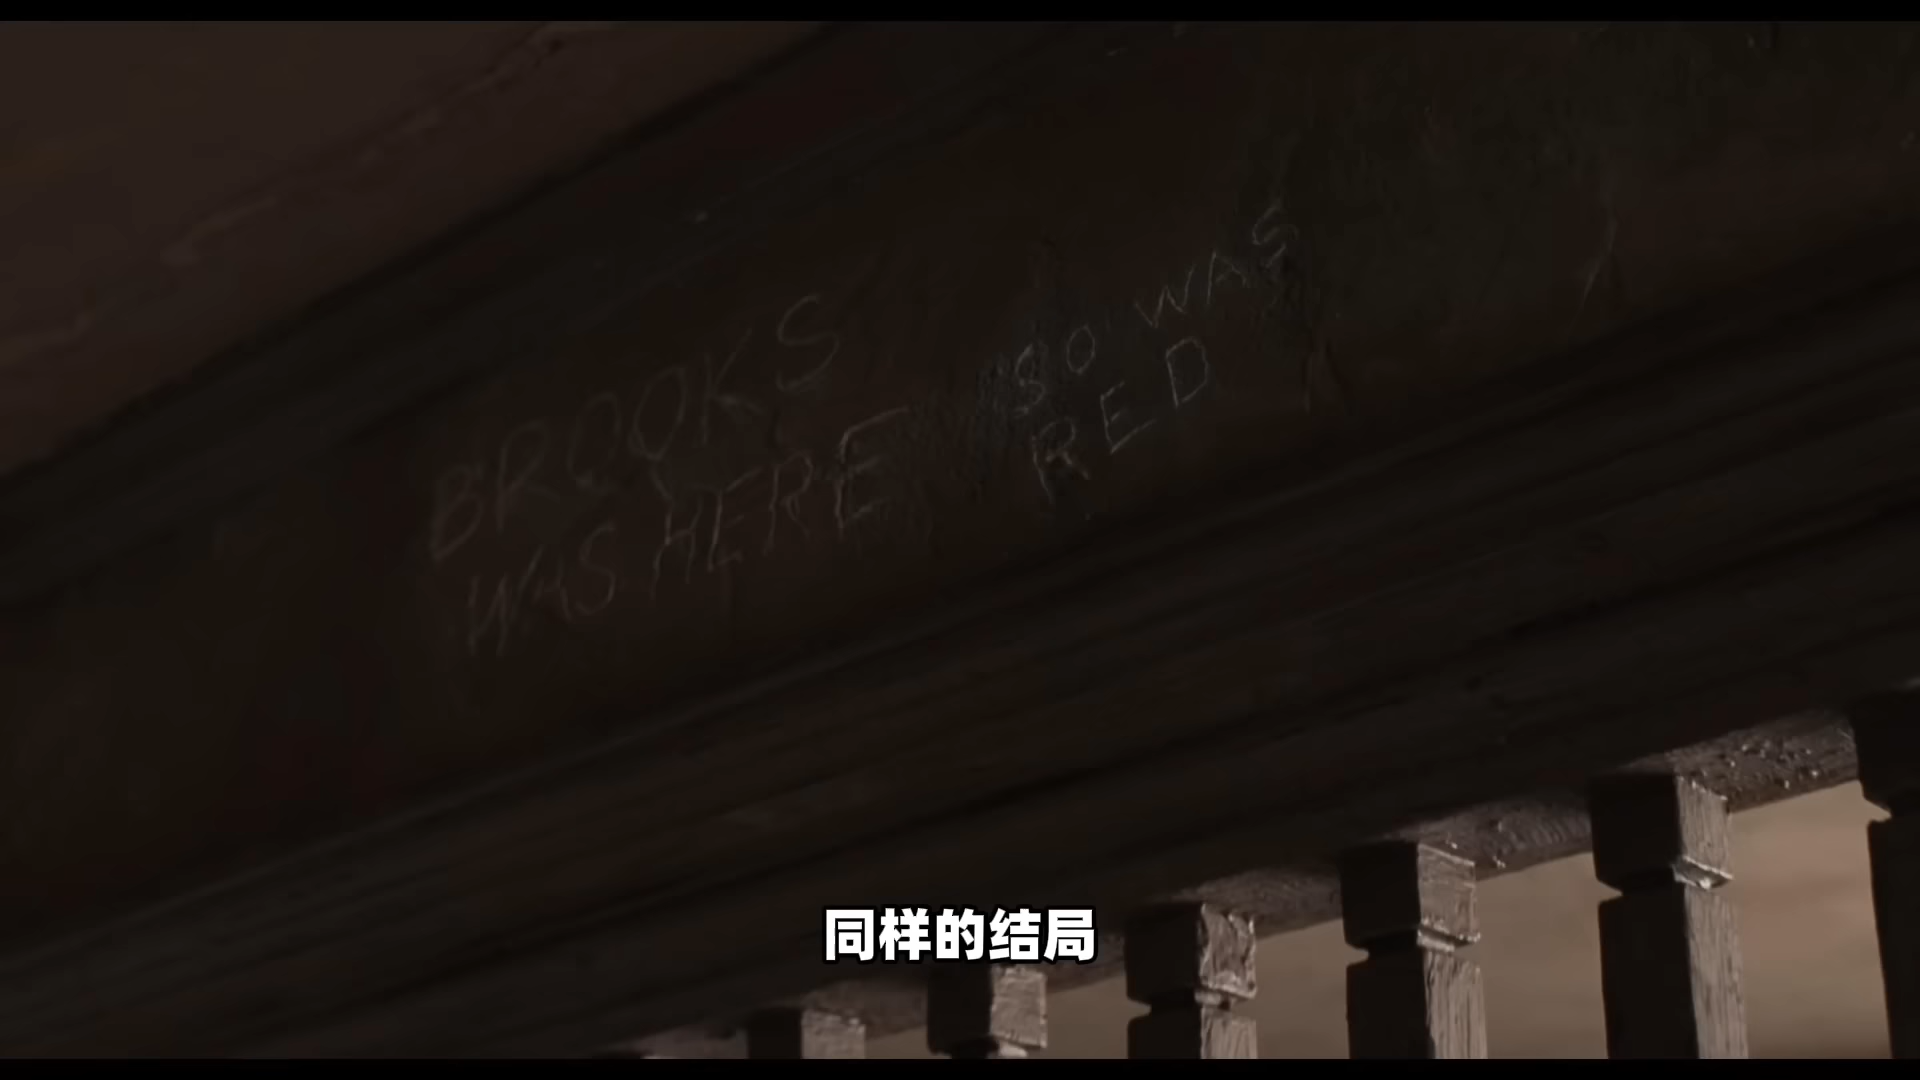 BROOKS
WAS HERE
SO WAS
RED
同样的结局